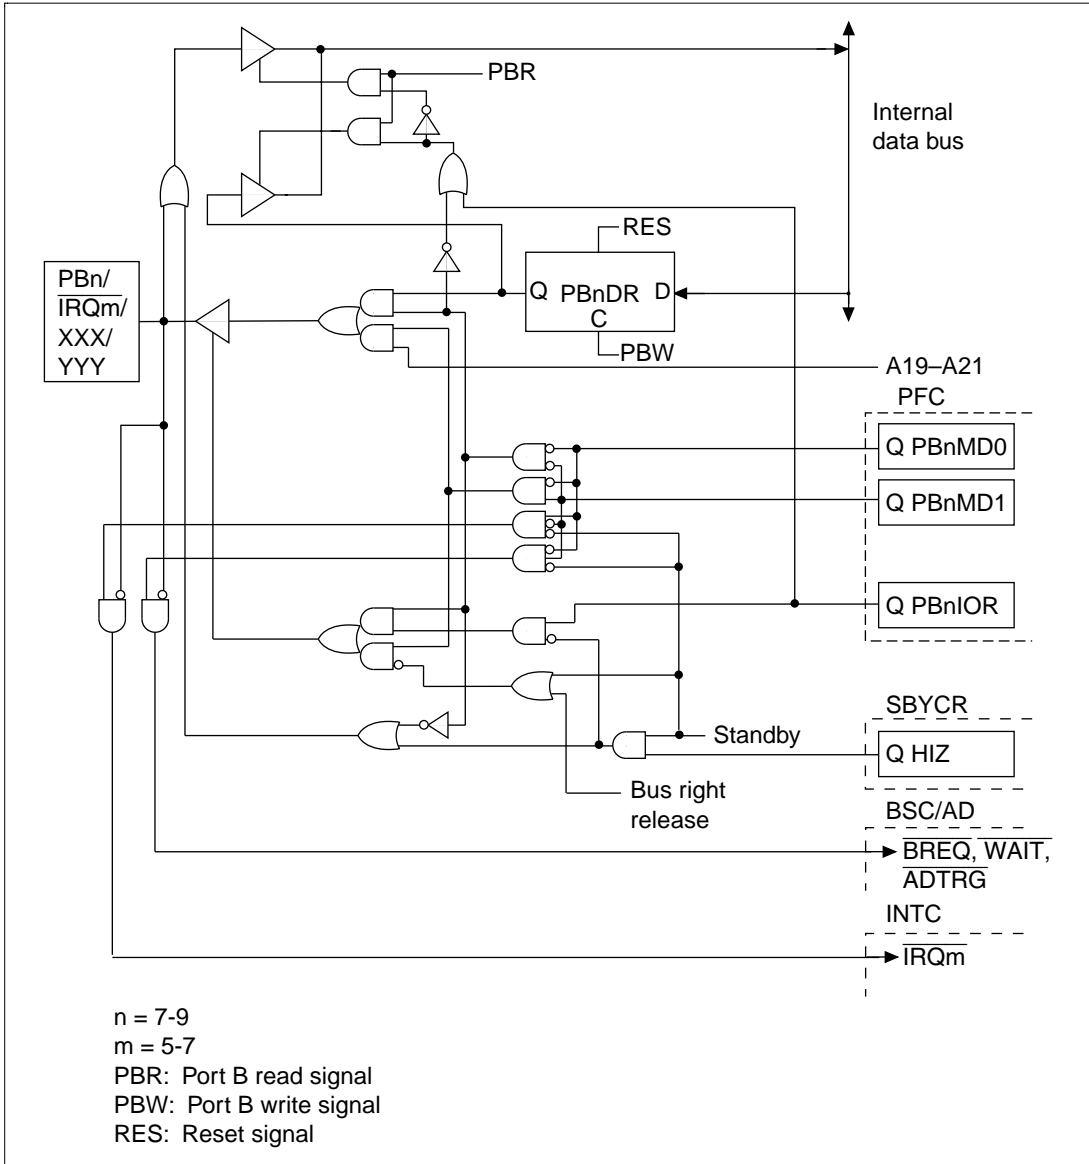 PBR
Internal
data bus
RES
PBn/
IRQm/
XXX/
YYY
Q PBnDR D
C
PBW
A19–A21
PFC
Q PBnMD0
Q PBnMD1
Q PBnIOR
SBYCR
Standby
Q HIZ
Bus right
release
BSC/AD
BREQ, WAIT,
ADTRG
INTC
IRQm
n = 7-9
m = 5-7
PBR: Port B read signal
PBW: Port B write signal
RES: Reset signal